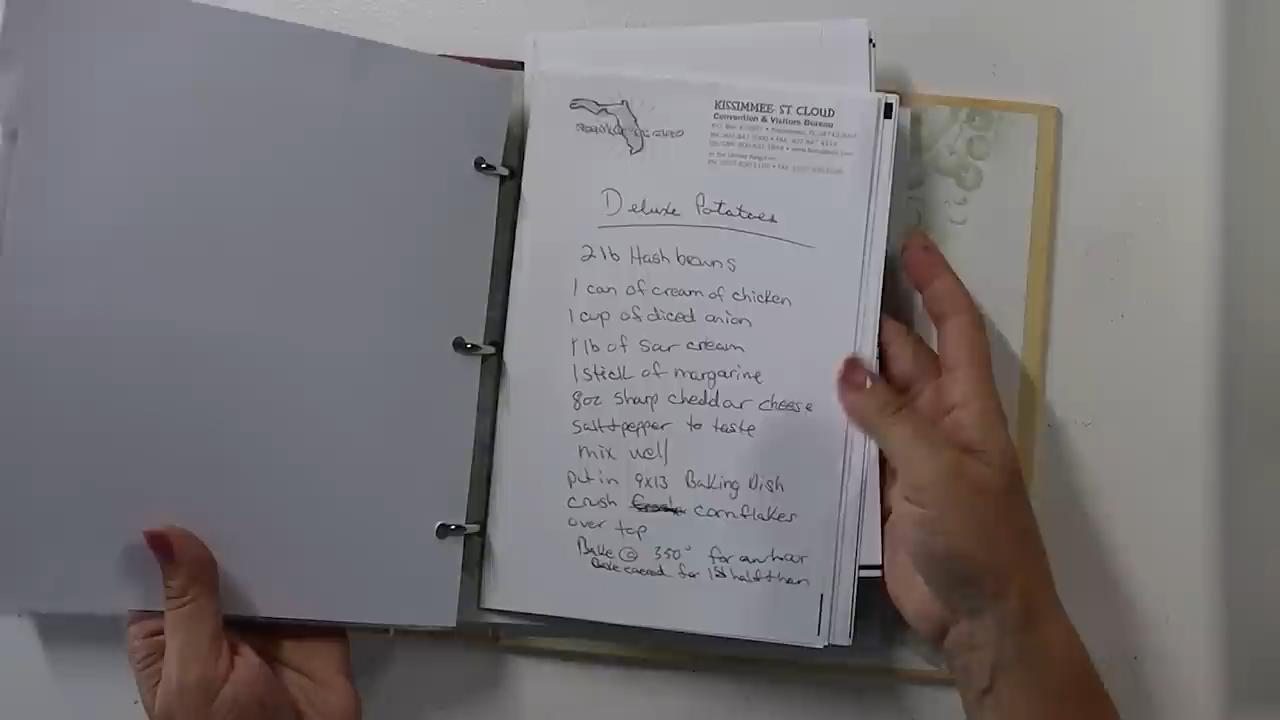 KISSIMMEE-ST CLOUD
Convention & Visitors Bureau
Deluxe Potatoes
2 lb Hash browns
1 can of cream of chicken
1 cup of diced onion
1 lb of sour cream
1 stick of margarine
8oz sharp cheddar cheese
salt + pepper to taste
mix well
put in 9x13 Baking Dish
crush cornflakes
over top
Bake @ 350° for an hour
for 1st half then